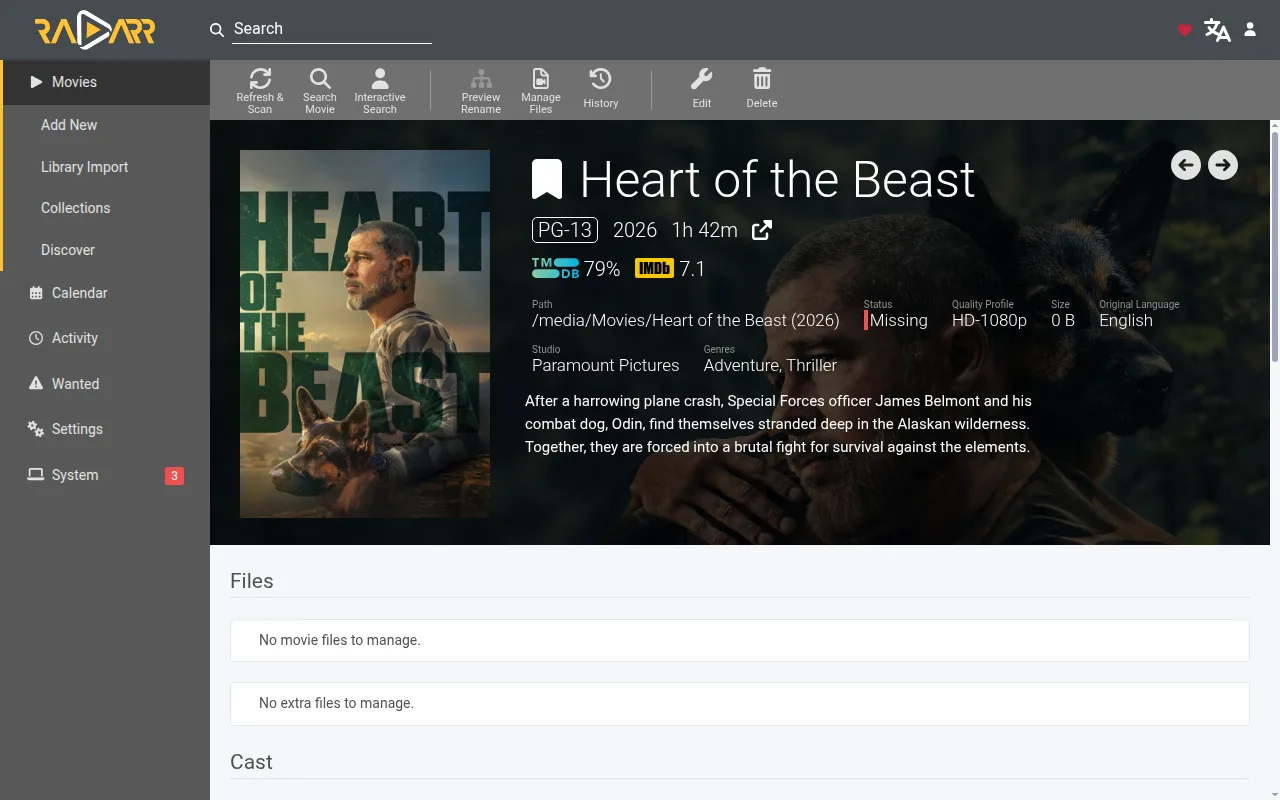 RADARR
Search
Movies
Add New
Library Import
Collections
Discover
Calendar
Activity
Wanted
Settings
System
3
Refresh &
Scan
Search
Movie
Interactive
Search
Preview
Rename
Manage
Files
History
Edit
Delete
HEART
OF
THE
BEAST
Heart of the Beast
PG-13 2026 1h 42m
TMDB 79% IMDb 7.1
Path
/media/Movies/Heart of the Beast (2026)
Status
Missing
Quality Profile
HD-1080p
Size
0 B
Original Language
English
Studio
Paramount Pictures
Genres
Adventure, Thriller
After a harrowing plane crash, Special Forces officer James Belmont and his
combat dog, Odin, find themselves stranded deep in the Alaskan wilderness.
Together, they are forced into a brutal fight for survival against the elements.
Files
No movie files to manage.
No extra files to manage.
Cast